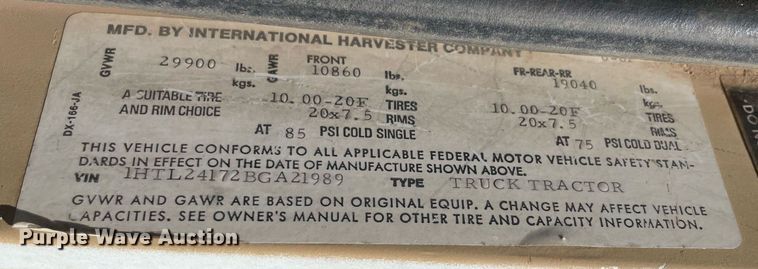 MFD. BY INTERNATIONAL HARVESTER COMPANY
GVWR 29900 lbs. GAWR FRONT 10860 lbs. FR-REAR-RR 19040 lbs.
kgs. kgs. kgs.
A SUITABLE TIRE 10.00-20F TIRES 10.00-20F TIRES
AND RIM CHOICE 20x7.5 RIMS 20x7.5 RIMS
AT 85 PSI COLD SINGLE AT 75 PSI COLD DUAL
DX-166-JA
THIS VEHICLE CONFORMS TO ALL APPLICABLE FEDERAL MOTOR VEHICLE SAFETY STAN-
DARDS IN EFFECT ON THE DATE OF MANUFACTURE SHOWN ABOVE.
VIN 1HTL24172BGA21989 TYPE TRUCK TRACTOR
GVWR AND GAWR ARE BASED ON ORIGINAL EQUIP. A CHANGE MAY AFFECT VEHICLE
CAPACITIES. SEE OWNER'S MANUAL FOR OTHER TIRE AND CAPACITY INFORMATION.
Purple Wave Auction